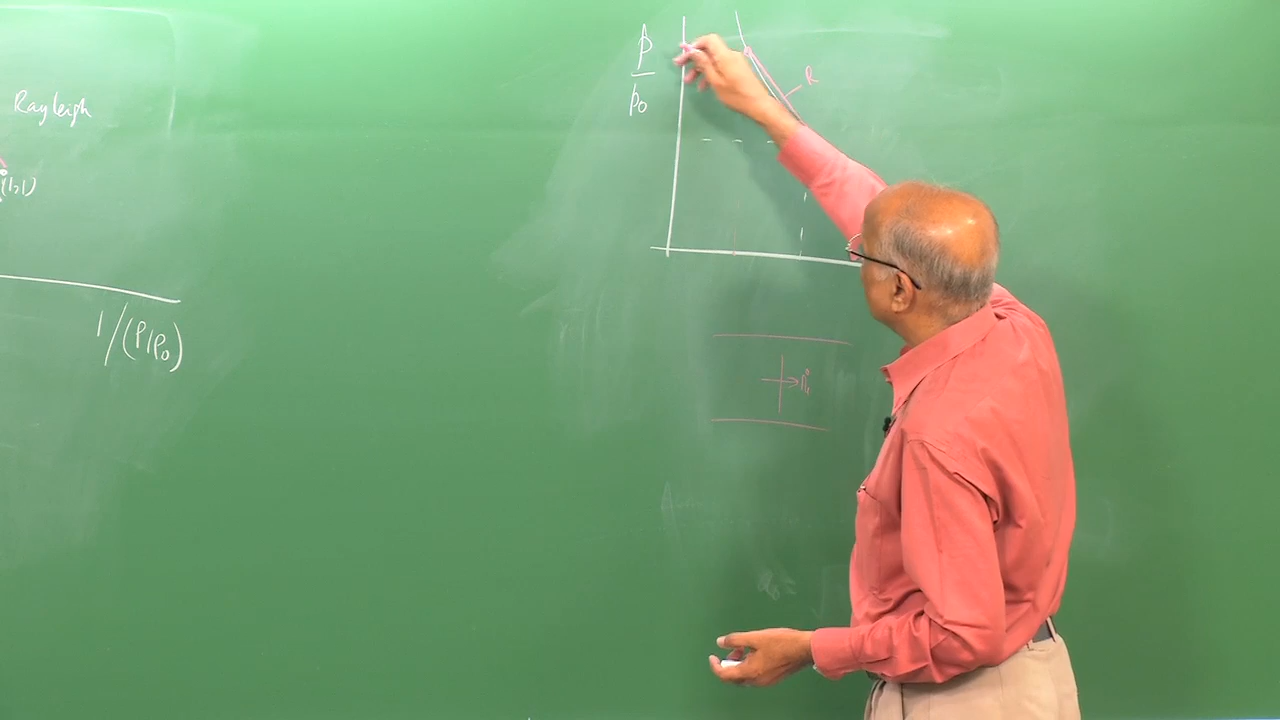 Rayleigh
(1,1)
1/(ρ/ρ₀)
p
p₀
R
ṁ